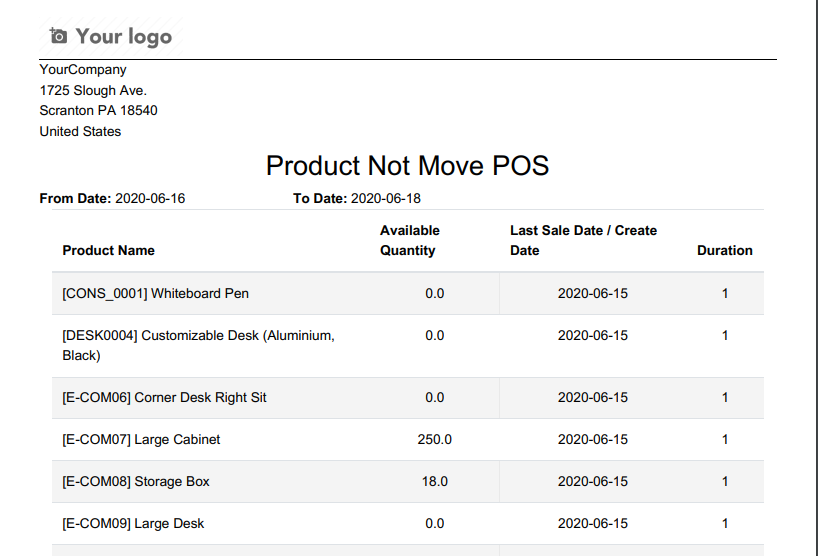 Your logo
YourCompany
1725 Slough Ave.
Scranton PA 18540
United States
Product Not Move POS
From Date: 2020-06-16 To Date: 2020-06-18
Product Name Available Quantity Last Sale Date / Create Date Duration
[CONS_0001] Whiteboard Pen 0.0 2020-06-15 1
[DESK0004] Customizable Desk (Aluminium, 0.0 2020-06-15 1
Black)
[E-COM06] Corner Desk Right Sit 0.0 2020-06-15 1
[E-COM07] Large Cabinet 250.0 2020-06-15 1
[E-COM08] Storage Box 18.0 2020-06-15 1
[E-COM09] Large Desk 0.0 2020-06-15 1